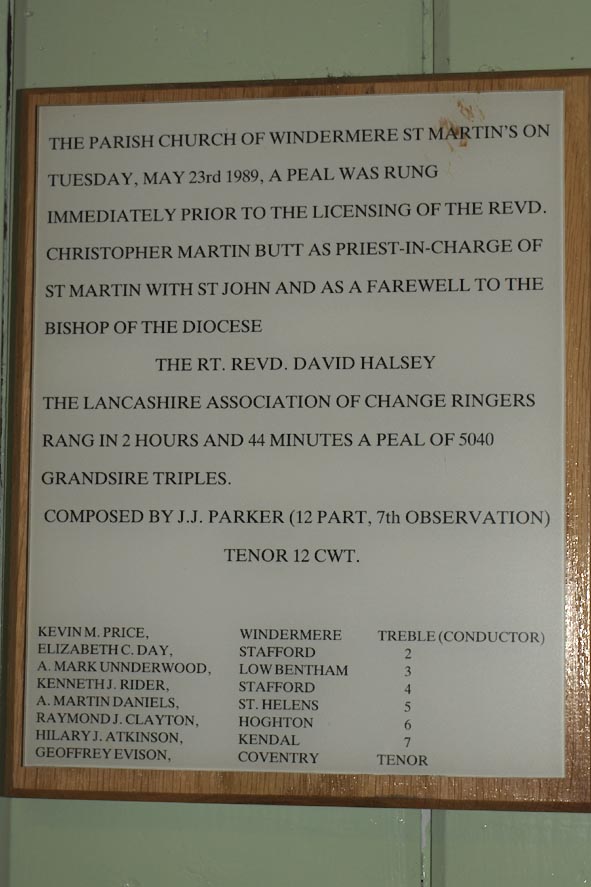 THE PARISH CHURCH OF WINDERMERE ST MARTIN'S ON
TUESDAY, MAY 23rd 1989, A PEAL WAS RUNG
IMMEDIATELY PRIOR TO THE LICENSING OF THE REVD.
CHRISTOPHER MARTIN BUTT AS PRIEST-IN-CHARGE OF
ST MARTIN WITH ST JOHN AND AS A FAREWELL TO THE
BISHOP OF THE DIOCESE
THE RT. REVD. DAVID HALSEY
THE LANCASHIRE ASSOCIATION OF CHANGE RINGERS
RANG IN 2 HOURS AND 44 MINUTES A PEAL OF 5040
GRANDSIRE TRIPLES.
COMPOSED BY J.J. PARKER (12 PART, 7th OBSERVATION)
TENOR 12 CWT.
KEVIN M. PRICE, WINDERMERE TREBLE (CONDUCTOR)
ELIZABETH C. DAY, STAFFORD 2
A. MARK UNNDERWOOD, LOW BENTHAM 3
KENNETH J. RIDER, STAFFORD 4
A. MARTIN DANIELS, ST. HELENS 5
RAYMOND J. CLAYTON, HOGHTON 6
HILARY J. ATKINSON, KENDAL 7
GEOFFREY EVISON, COVENTRY TENOR